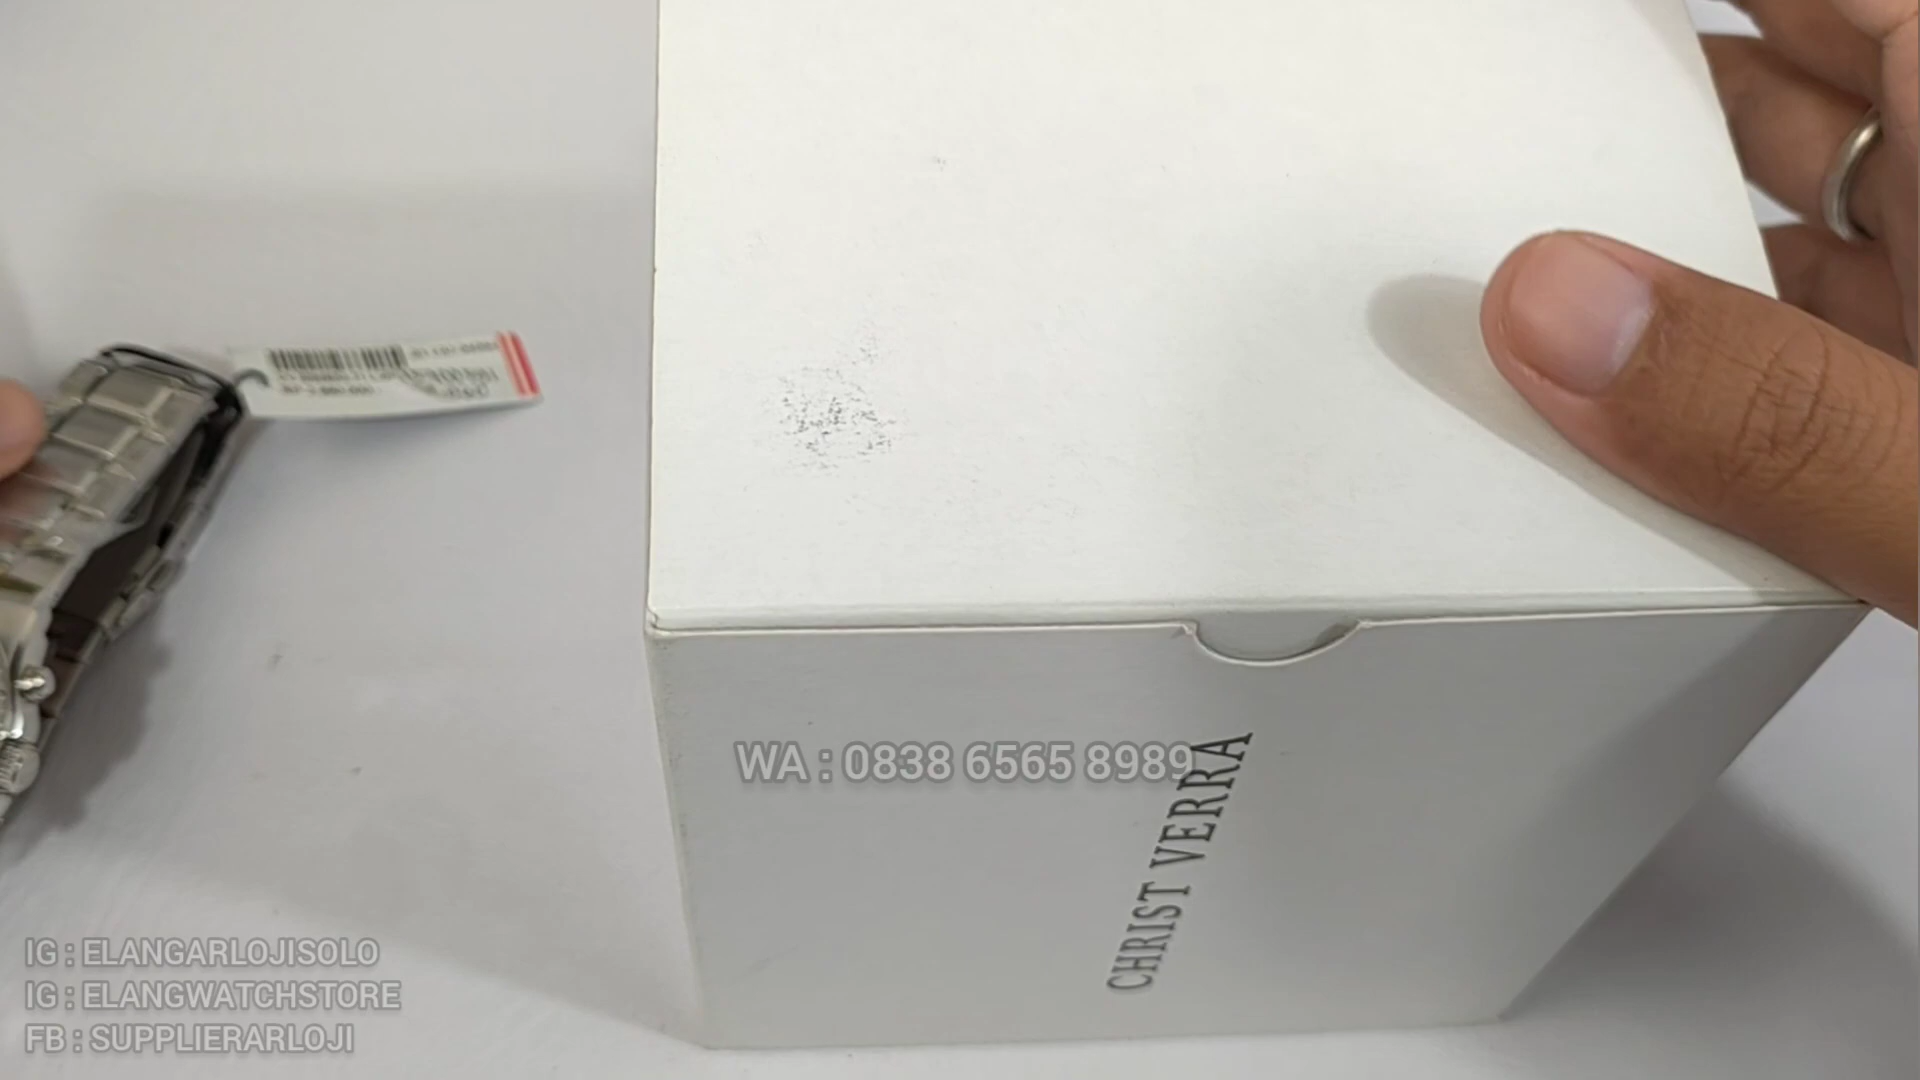 WA : 0838 6565 8989
CHRIST VERRA
IG : ELANGARLOJISOLO
IG : ELANGWATCHSTORE
FB : SUPPLIERARLOJI